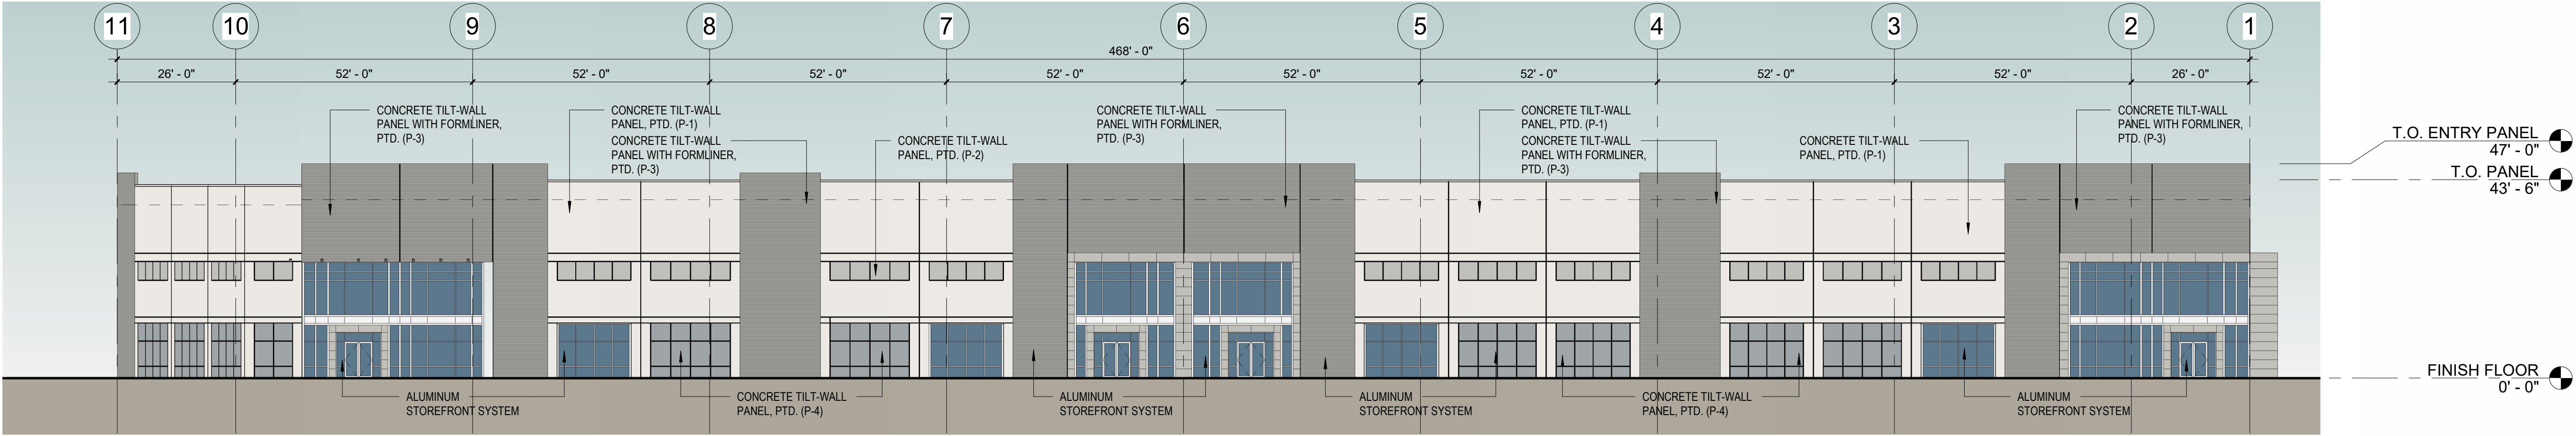 11 10 9 8 7 6 5 4 3 2 1
468' - 0"
26' - 0" 52' - 0" 52' - 0" 52' - 0" 52' - 0" 52' - 0" 52' - 0" 52' - 0" 52' - 0" 26' - 0"
CONCRETE TILT-WALL
PANEL WITH FORMLINER,
PTD. (P-3)
CONCRETE TILT-WALL
PANEL, PTD. (P-1)
CONCRETE TILT-WALL
PANEL WITH FORMLINER,
PTD. (P-3)
CONCRETE TILT-WALL
PANEL, PTD. (P-2)
CONCRETE TILT-WALL
PANEL WITH FORMLINER,
PTD. (P-3)
CONCRETE TILT-WALL
PANEL, PTD. (P-1)
CONCRETE TILT-WALL
PANEL WITH FORMLINER,
PTD. (P-3)
CONCRETE TILT-WALL
PANEL, PTD. (P-1)
CONCRETE TILT-WALL
PANEL WITH FORMLINER,
PTD. (P-3)
T.O. ENTRY PANEL
47' - 0"
T.O. PANEL
43' - 6"
FINISH FLOOR
0' - 0"
ALUMINUM
STOREFRONT SYSTEM
CONCRETE TILT-WALL
PANEL, PTD. (P-4)
ALUMINUM
STOREFRONT SYSTEM
ALUMINUM
STOREFRONT SYSTEM
CONCRETE TILT-WALL
PANEL, PTD. (P-4)
ALUMINUM
STOREFRONT SYSTEM